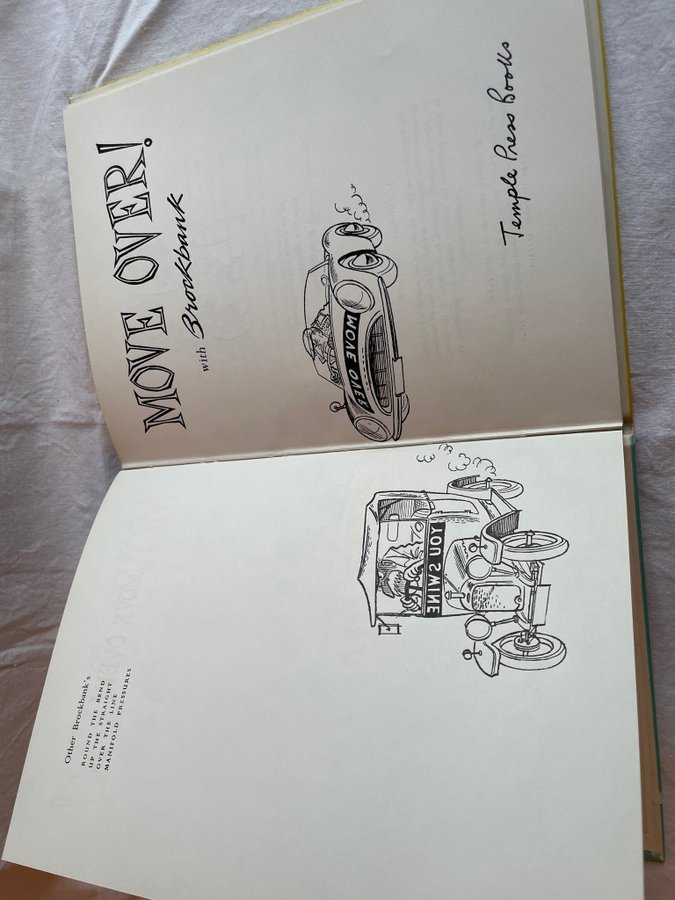 Other Brockbank's
ROUND THE BEND
UP THE STRAIGHT
OVER THE LINE
MANIFOLD PRESSURES
YOU SWINE
MOVE OVER!
with Brockbank
MOVE OVER
Temple Press Books